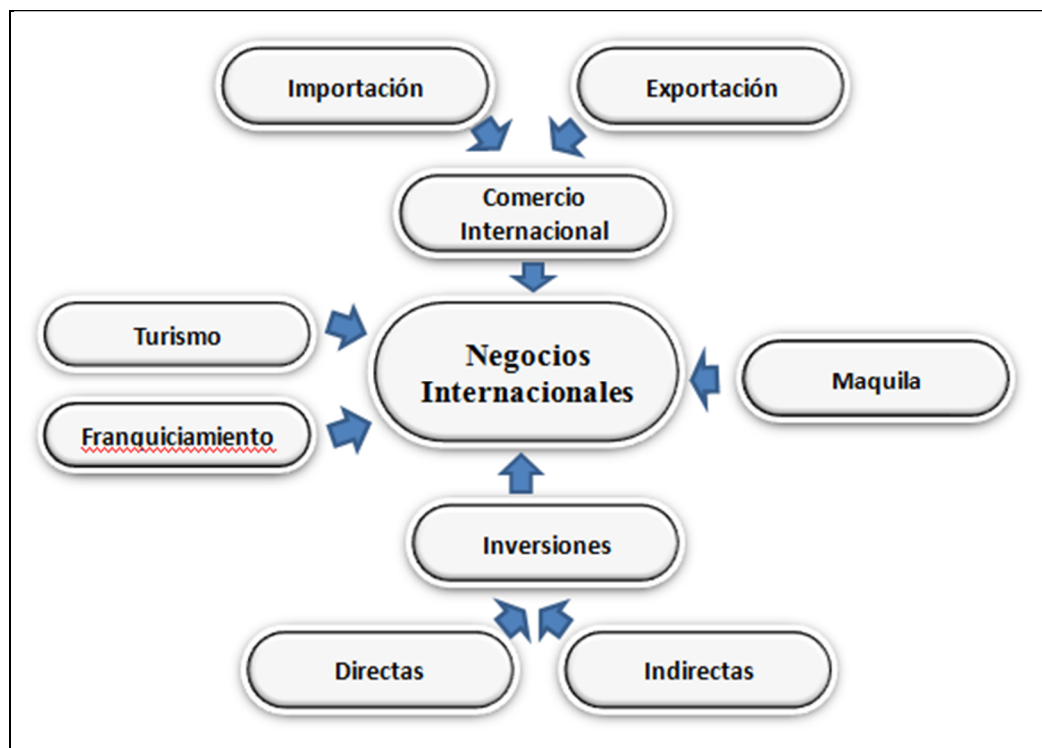 Importación
Exportación
Comercio
Internacional
Turismo
Negocios
Internacionales
Maquila
Franquiciamiento
Inversiones
Directas
Indirectas